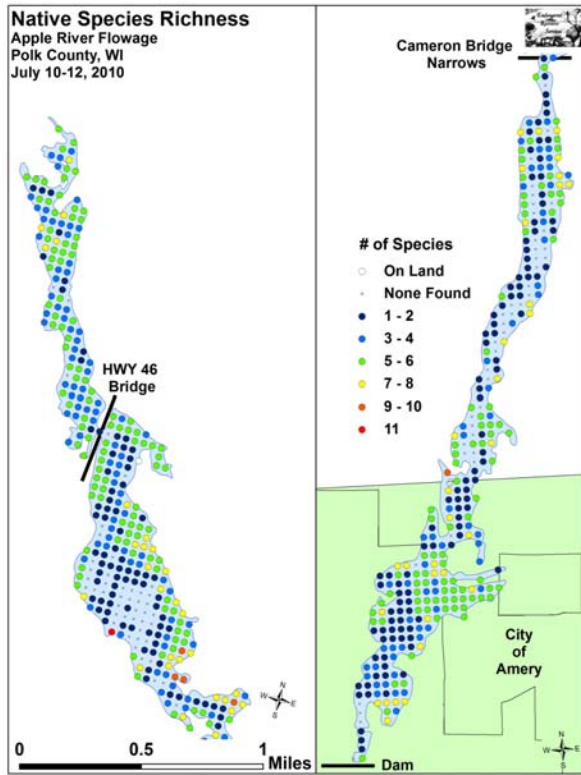 Native Species Richness
Apple River Flowage
Polk County, WI
July 10-12, 2010
HWY 46
Bridge
0 0.5 1
Miles
N
W E
S
Cameron Bridge
Narrows
# of Species
On Land
None Found
1 - 2
3 - 4
5 - 6
7 - 8
9 - 10
11
City
of
Amery
N
W E
S
Dam